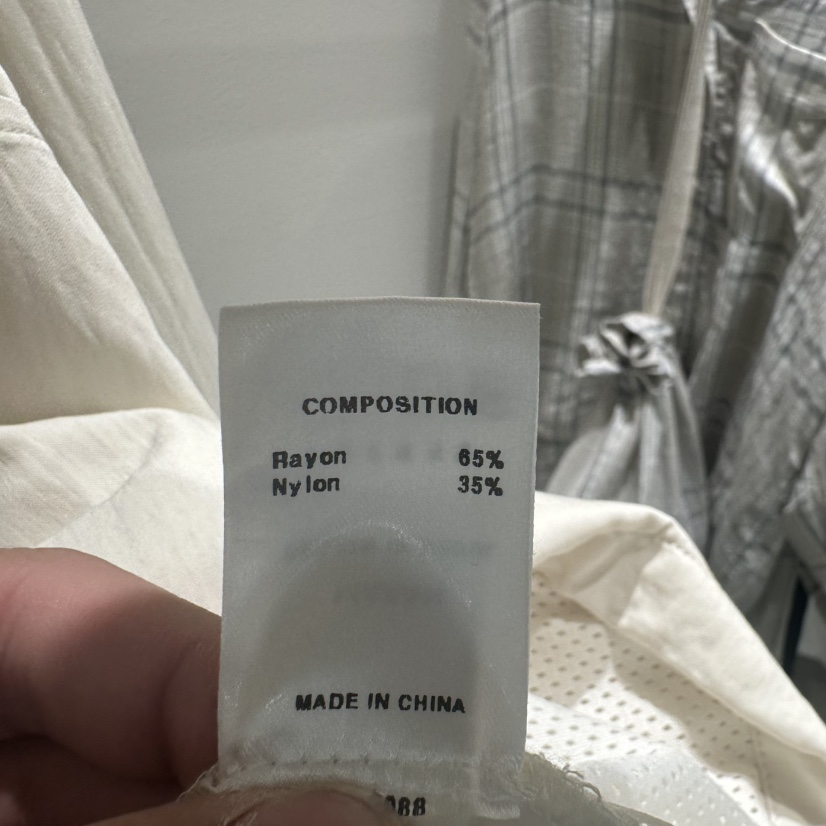 COMPOSITION
Rayon 65%
Nylon 35%
MADE IN CHINA